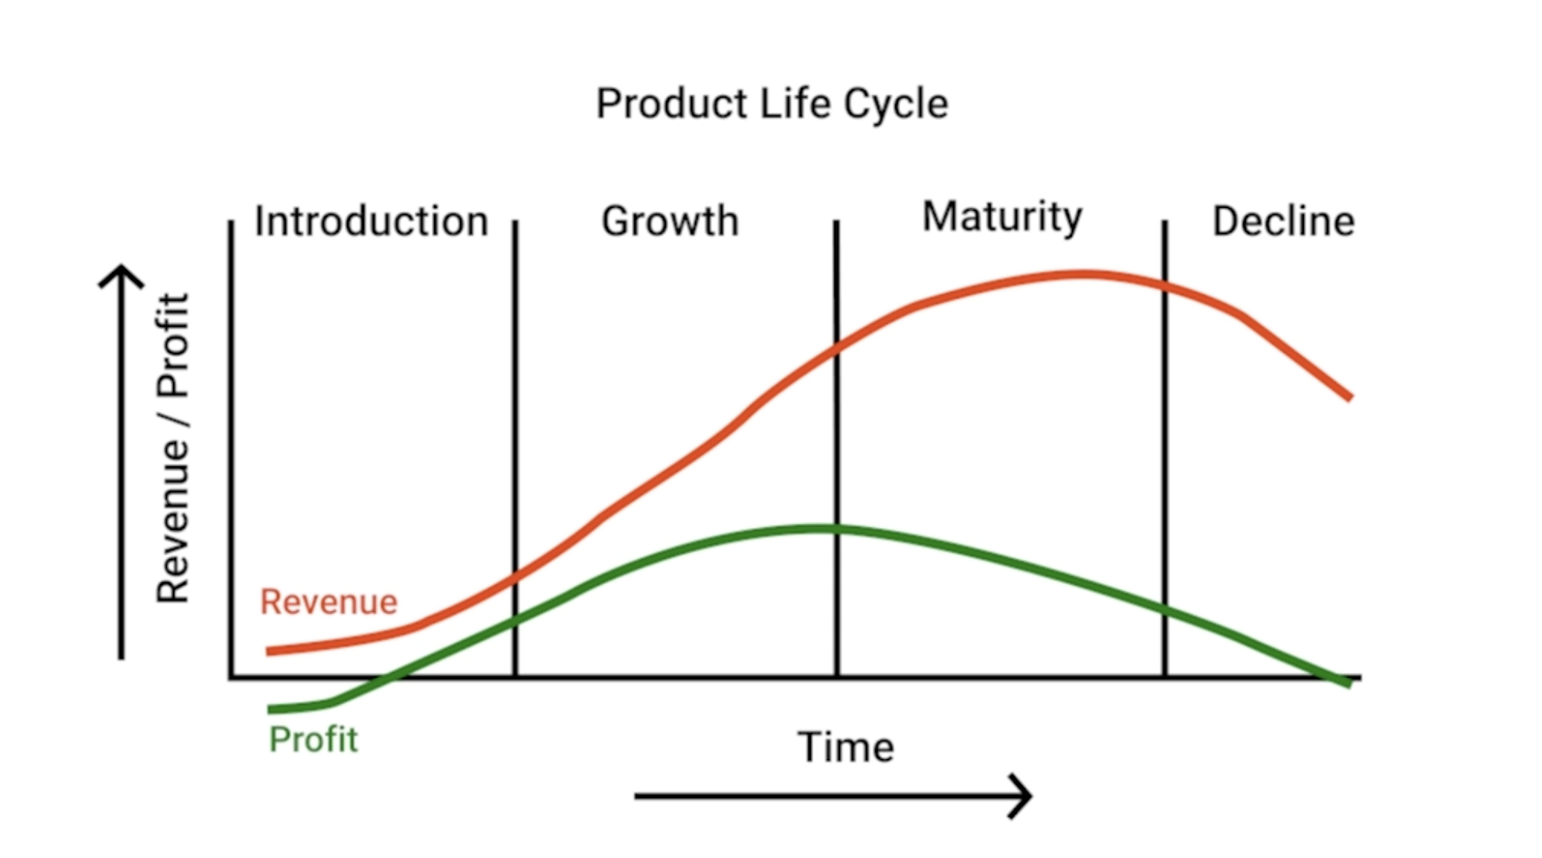 Product Life Cycle
Introduction
Growth
Maturity
Decline
Revenue / Profit
Revenue
Profit
Time